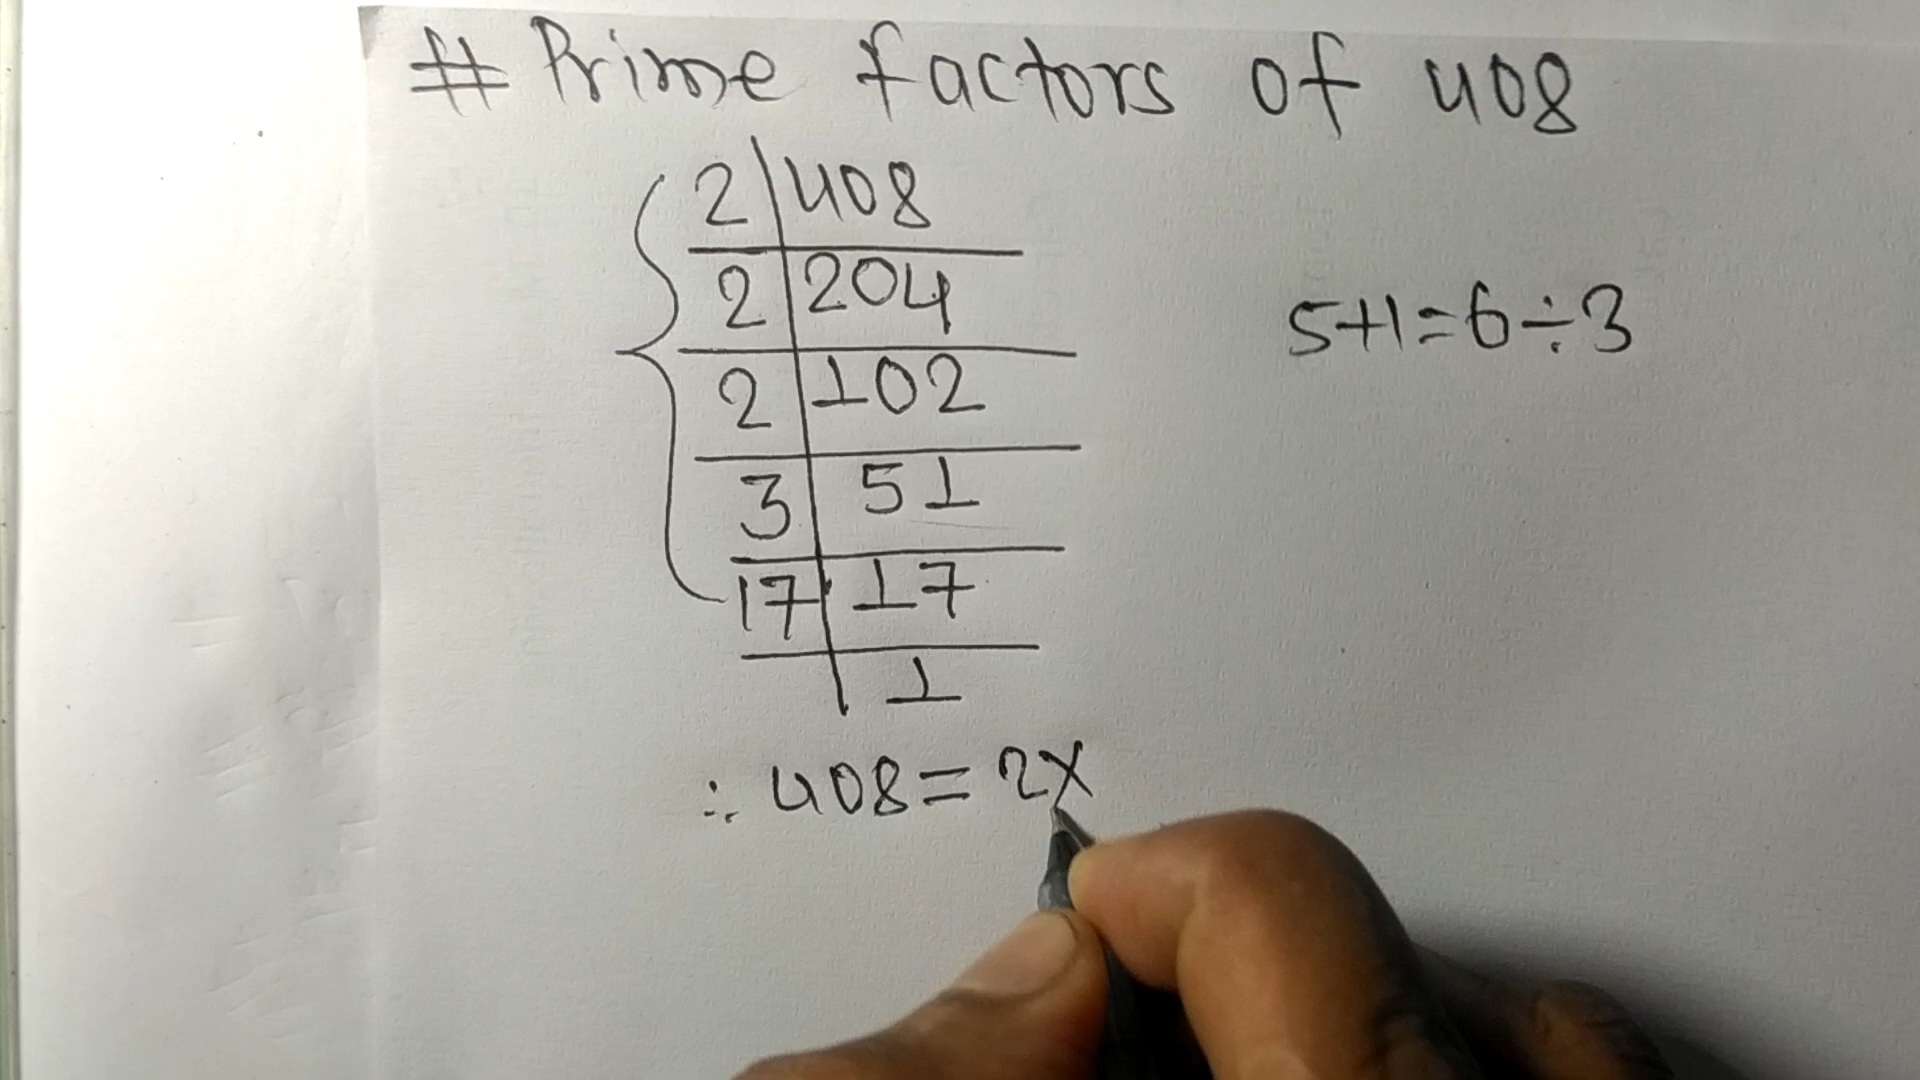 # Prime factors of 408
2 | 408
2 | 204
5+1=6÷3
2 | 102
3 | 51
17 | 17
1
∴ 408 = 2×